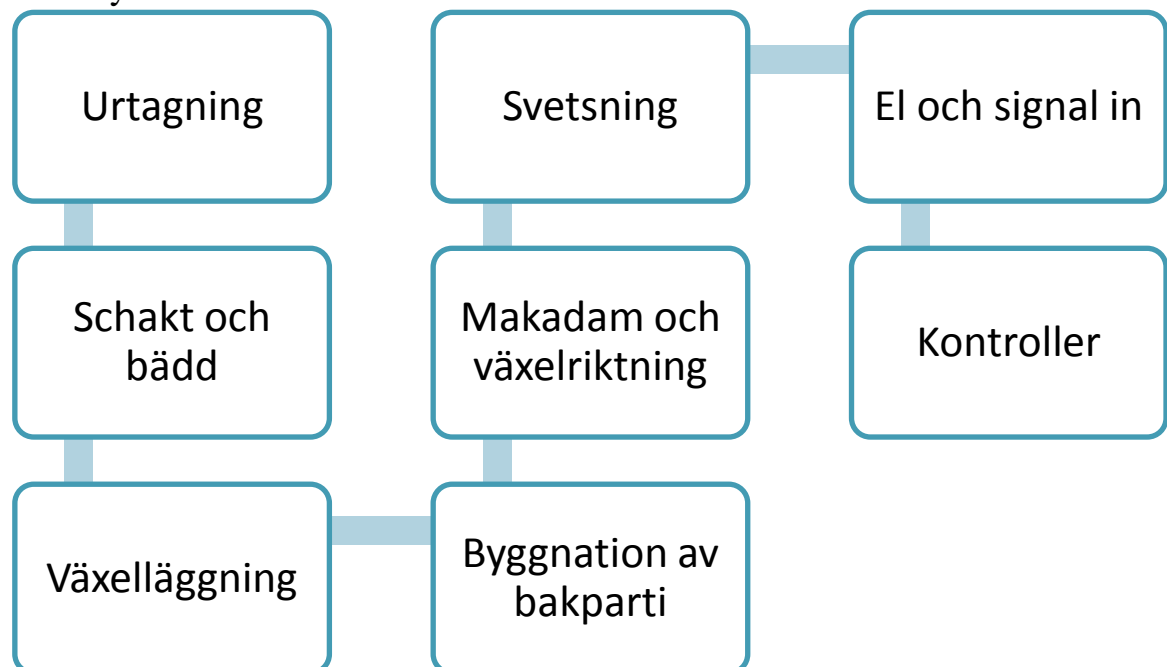 Urtagning
Schakt och
bädd
Växelläggning
Byggnation av
bakparti
Makadam och
växelriktning
Svetsning
El och signal in
Kontroller